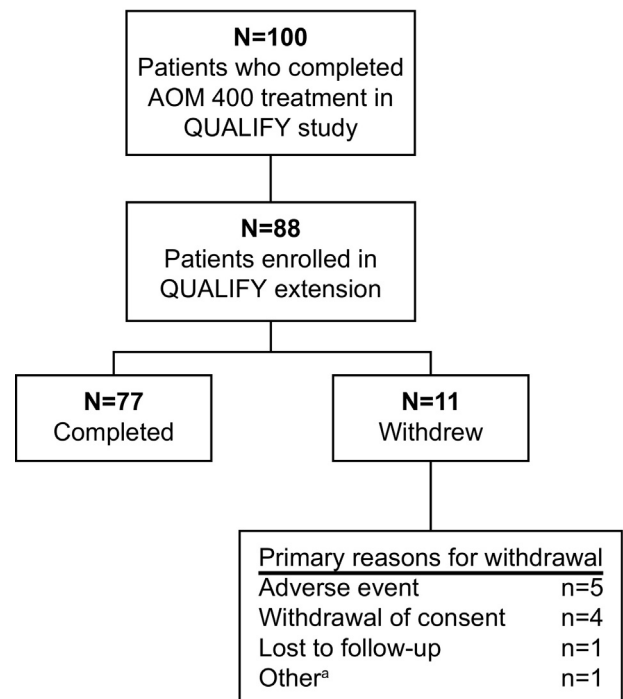 N=100
Patients who completed
AOM 400 treatment in
QUALIFY study
N=88
Patients enrolled in
QUALIFY extension
N=77
Completed
N=11
Withdrew
Primary reasons for withdrawal
Adverse event n=5
Withdrawal of consent n=4
Lost to follow-up n=1
Otherᵃ n=1